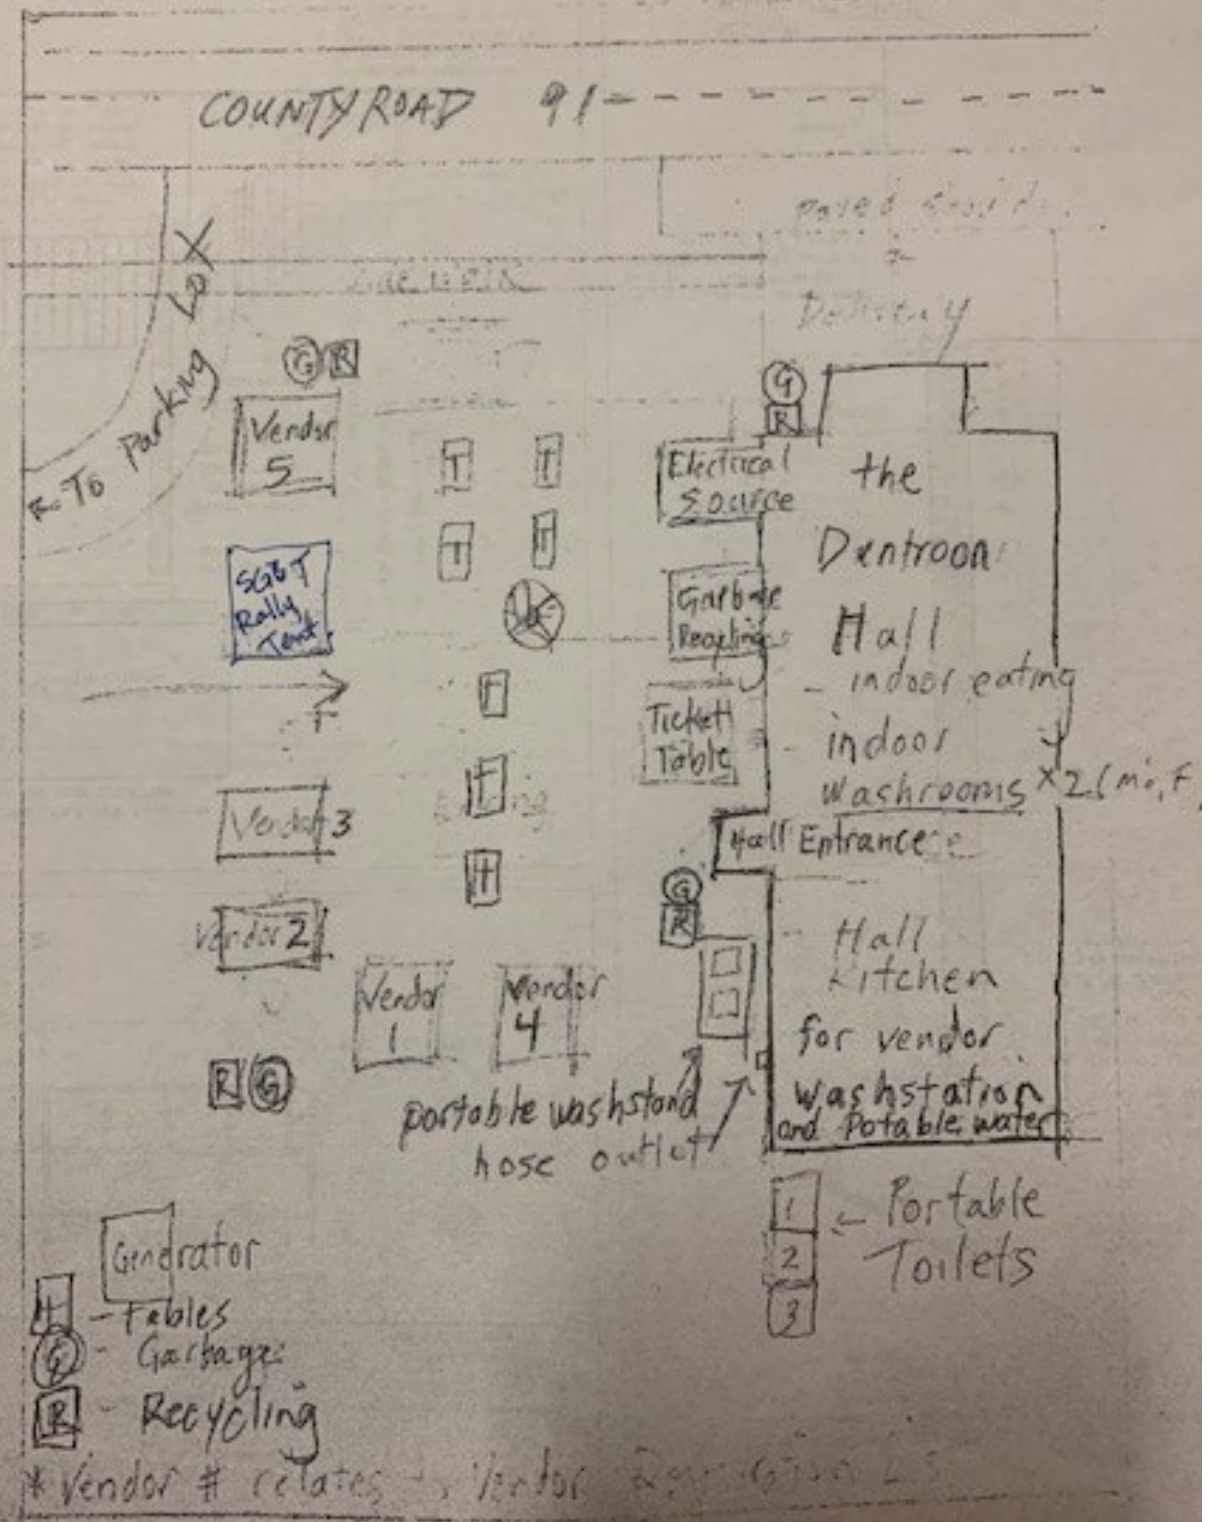 COUNTY ROAD 91
Paved
Delivery
TO Parking LOT
G R
G
R
Vendor
5
T T
T T
Electrical
Source
the
Dentroon
Hall
- indoor eating
- indoor
washrooms x2 (m, F
SGBT
Rally
Tent
Garbage
Recycling
T
T
T
T
Ticket
Table
Vendor 3
Hall Entrance
G
R
Vendor 2
Vendor
1
Vendor
4
- Hall
Kitchen
for vendor
washstation
and Potable water
R G
portable washstand
hose outlet
1
2
3
← Portable
Toilets
Generator
T - Tables
G - Garbage
R - Recycling
* Vendor # relates to Vendor